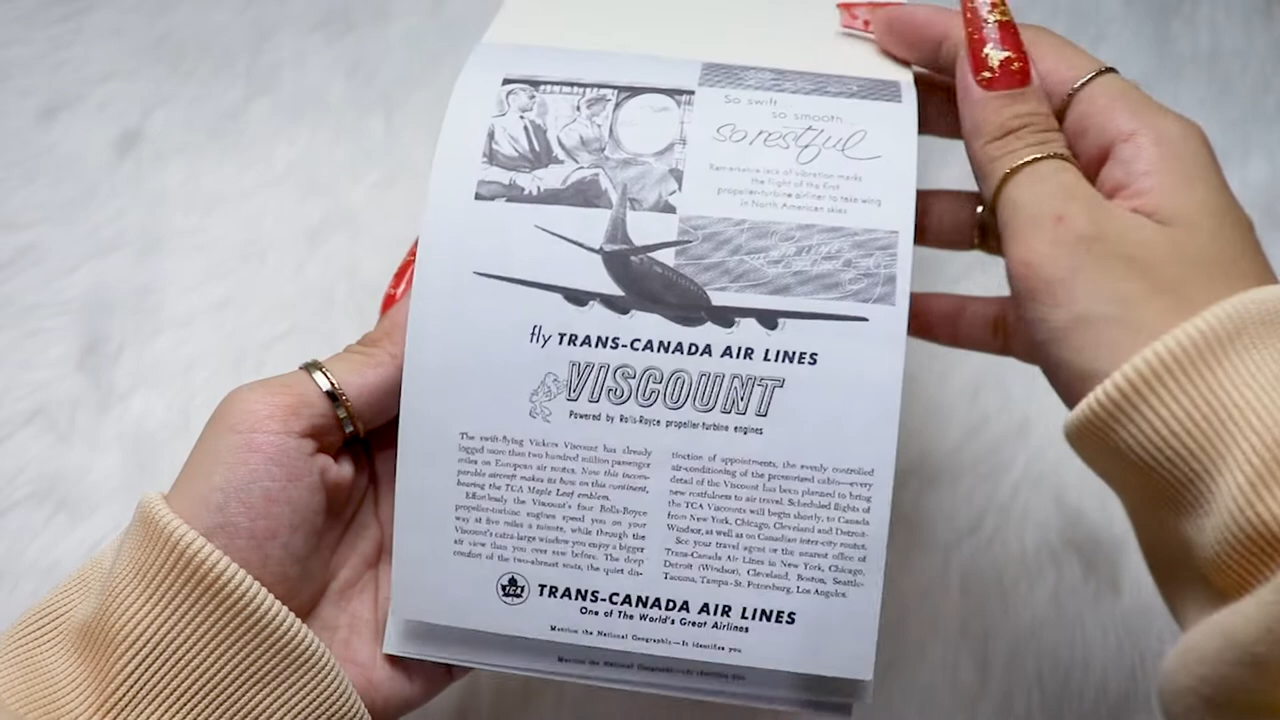 So swift
so smooth ...
so restful
Remarkable lack of vibration marks
the flight of the first
propeller-turbine airliner to take wing
in North American skies
AIR LINES
fly TRANS-CANADA AIR LINES
VISCOUNT
Powered by Rolls-Royce propeller-turbine engines
The swift-flying Vickers Viscount has already
logged more than two hundred million passenger
miles on European air routes. Now this incom-
parable aircraft makes its bow on this continent,
bearing the TCA Maple Leaf emblem.
Effortlessly the Viscount's four Rolls-Royce
propeller-turbine engines speed you on your
way at five miles a minute, while through the
Viscount's extra-large window you enjoy a bigger
air view than you ever saw before. The deep
comfort of the two-abreast seats, the quiet dis-
tinction of appointments, the evenly controlled
air-conditioning of the pressurized cabin—every
detail of the Viscount has been planned to bring
new restfulness to air travel. Scheduled flights of
the TCA Viscounts will begin shortly, to Canada
from New York, Chicago, Cleveland and Detroit-
Windsor, as well as on Canadian inter-city routes.
See your travel agent or the nearest office of
Trans-Canada Air Lines in New York, Chicago,
Detroit (Windsor), Cleveland, Boston, Seattle-
Tacoma, Tampa-St. Petersburg, Los Angeles.
TCA
TRANS-CANADA AIR LINES
One of The World's Great Airlines
Mention the National Geographic—It identifies you
Mention the National Geographic—It identifies you